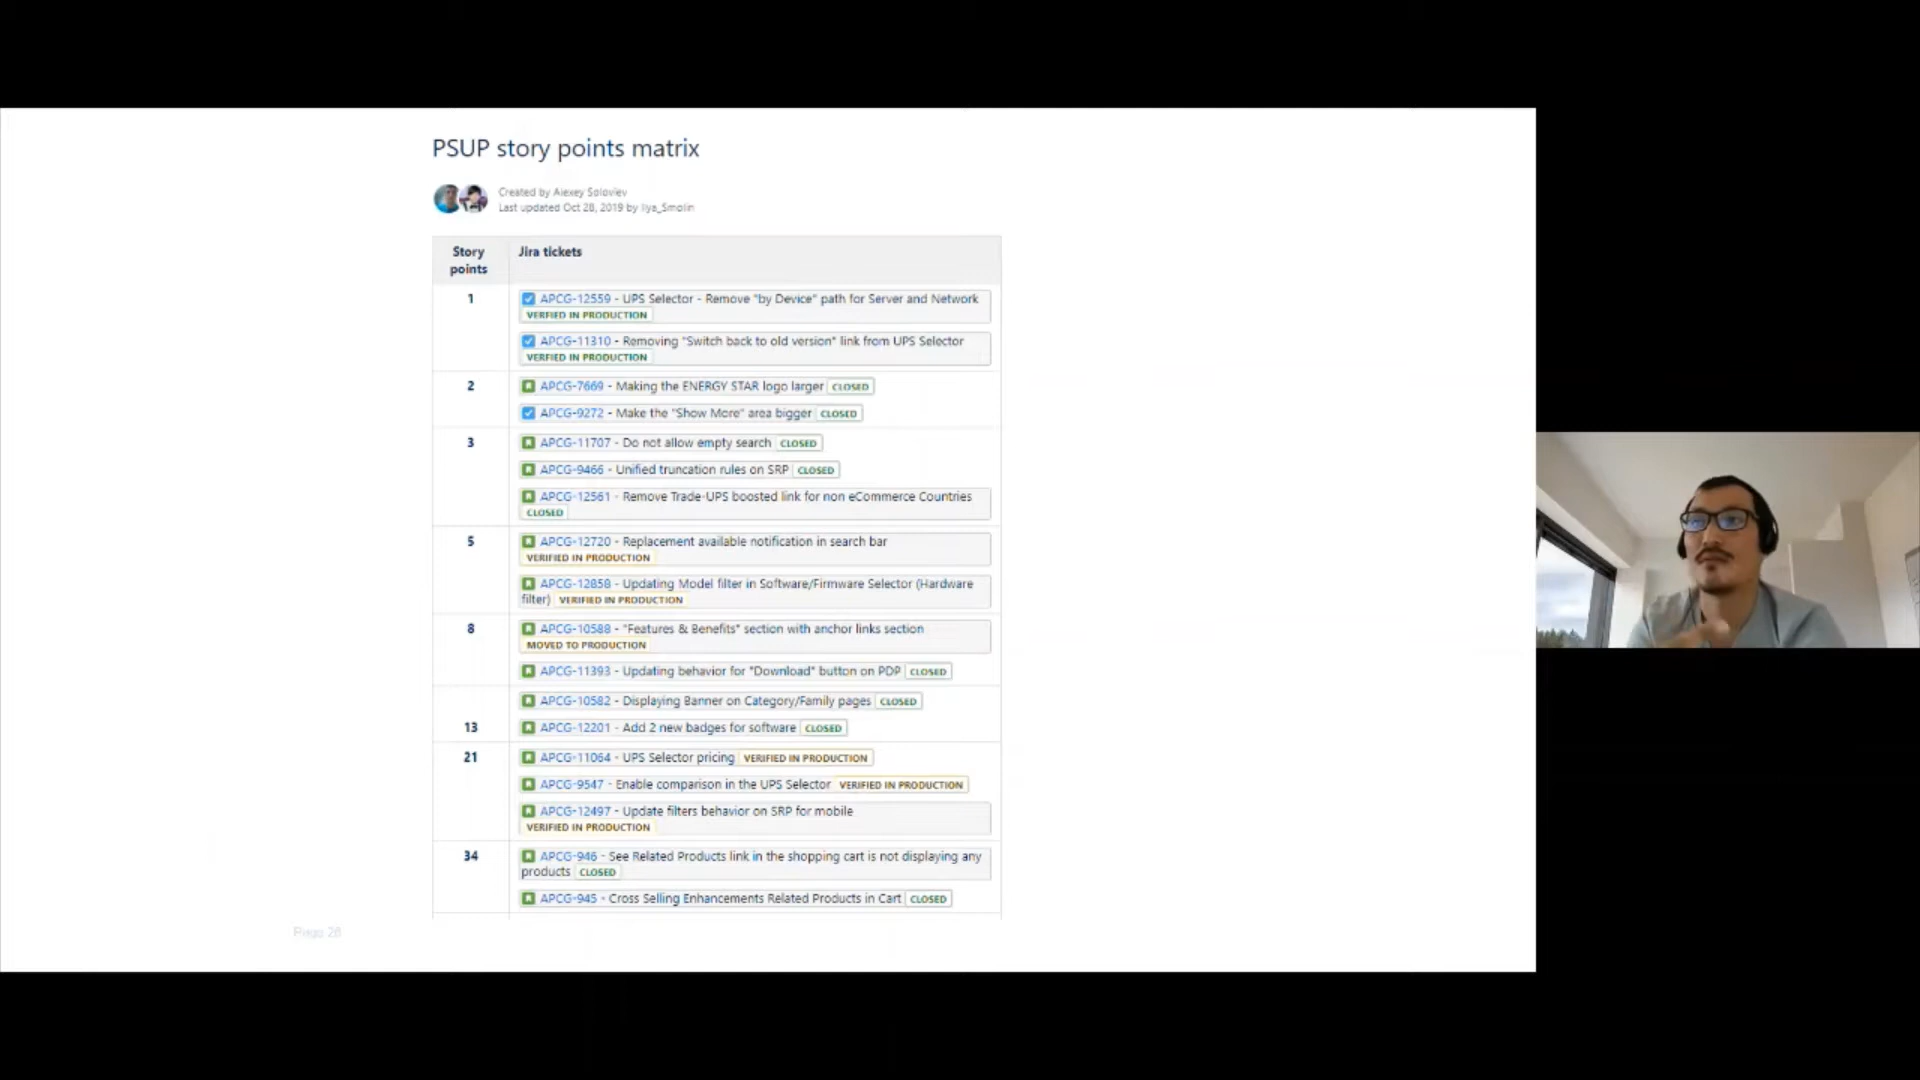 PSUP story points matrix
Created by Alexey Soloviev
Last updated Oct 28, 2019 by Ilya_Smolin
Story points
Jira tickets
1
APCG-12559 - UPS Selector - Remove "by Device" path for Server and Network
VERFIED IN PRODUCTION
APCG-11310 - Removing "Switch back to old version" link from UPS Selector
VERFIED IN PRODUCTION
2
APCG-7669 - Making the ENERGY STAR logo larger CLOSED
APCG-9272 - Make the "Show More" area bigger CLOSED
3
APCG-11707 - Do not allow empty search CLOSED
APCG-9466 - Unified truncation rules on SRP CLOSED
APCG-12561 - Remove Trade-UPS boosted link for non eCommerce Countries
CLOSED
5
APCG-12720 - Replacement available notification in search bar
VERIFIED IN PRODUCTION
APCG-12858 - Updating Model filter in Software/Firmware Selector (Hardware
filter) VERIFIED IN PRODUCTION
8
APCG-10588 - "Features & Benefits" section with anchor links section
MOVED TO PRODUCTION
APCG-11393 - Updating behavior for "Download" button on PDP CLOSED
APCG-10582 - Displaying Banner on Category/Family pages CLOSED
13
APCG-12201 - Add 2 new badges for software CLOSED
21
APCG-11064 - UPS Selector pricing VERIFIED IN PRODUCTION
APCG-9547 - Enable comparison in the UPS Selector VERIFIED IN PRODUCTION
APCG-12497 - Update filters behavior on SRP for mobile
VERIFIED IN PRODUCTION
34
APCG-946 - See Related Products link in the shopping cart is not displaying any
products CLOSED
APCG-945 - Cross Selling Enhancements Related Products in Cart CLOSED
Page 28